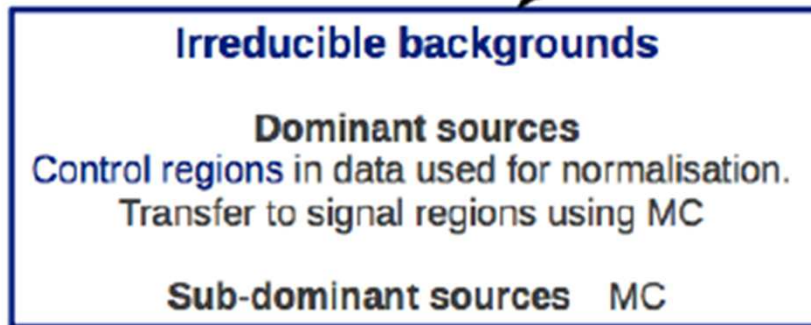 Irreducible backgrounds
Dominant sources
Control regions in data used for normalisation.
Transfer to signal regions using MC
Sub-dominant sources MC